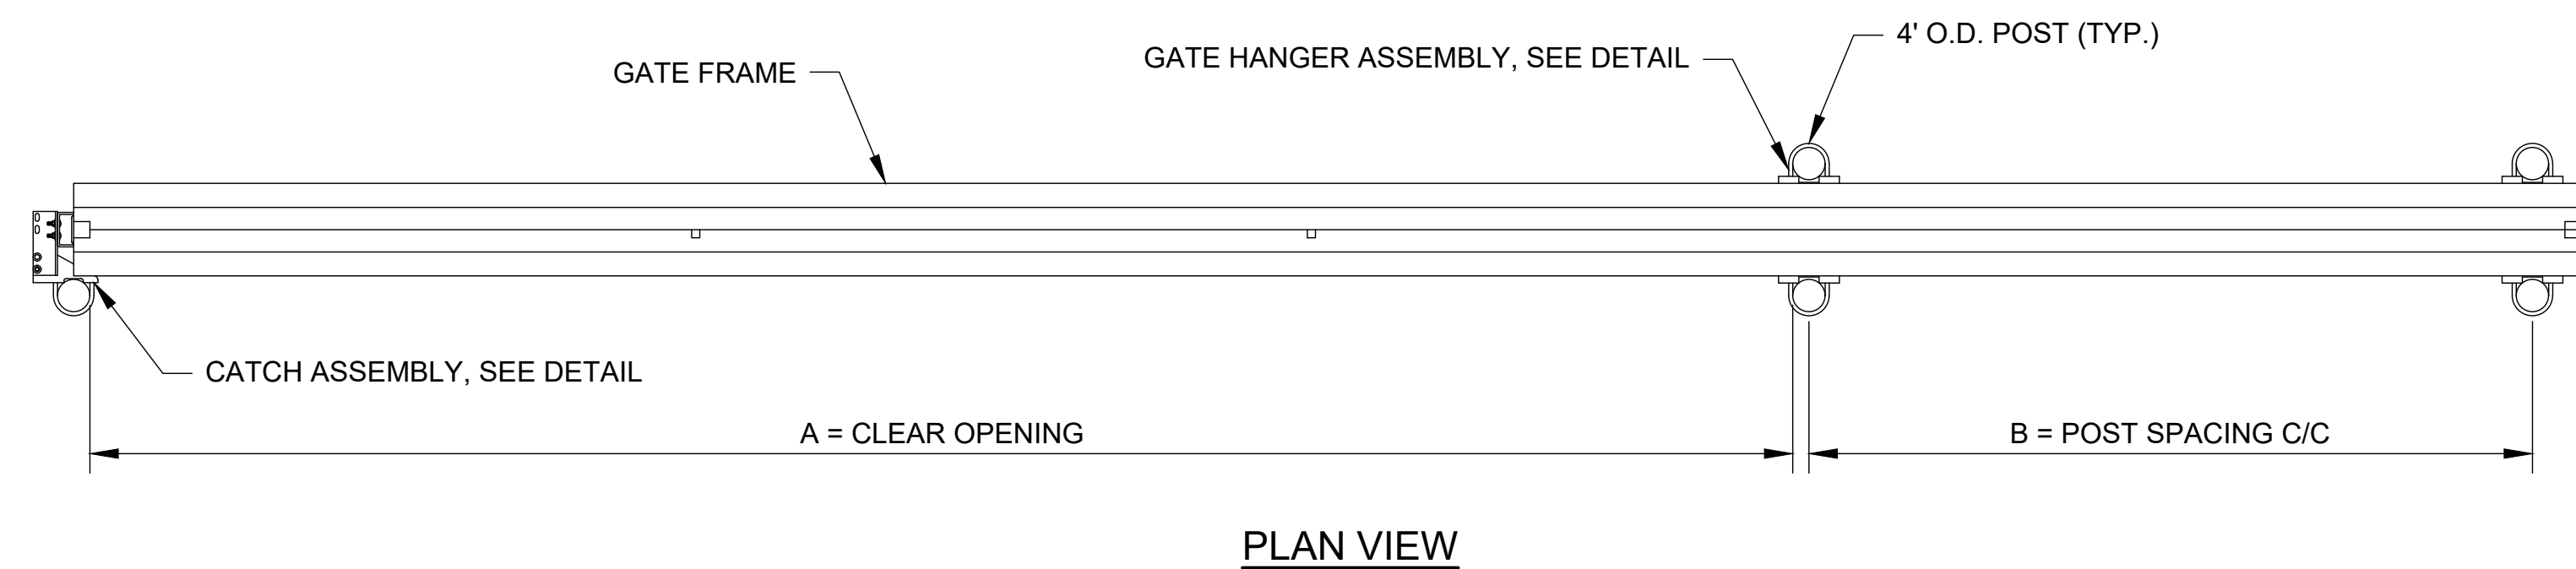 4' O.D. POST (TYP.)
GATE HANGER ASSEMBLY, SEE DETAIL
GATE FRAME
CATCH ASSEMBLY, SEE DETAIL
A = CLEAR OPENING
B = POST SPACING C/C
PLAN VIEW